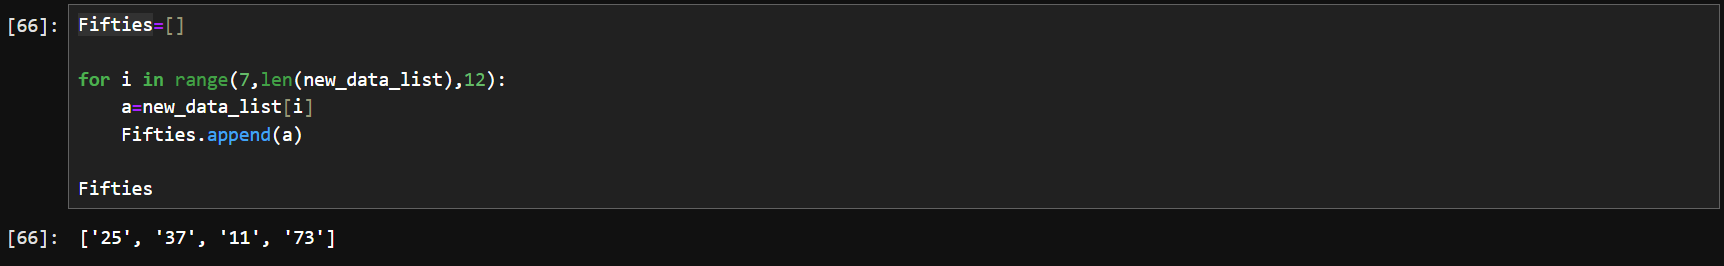 [66]: Fifties=[]
for i in range(7,len(new_data_list),12):
    a=new_data_list[i]
    Fifties.append(a)
Fifties
[66]: ['25', '37', '11', '73']